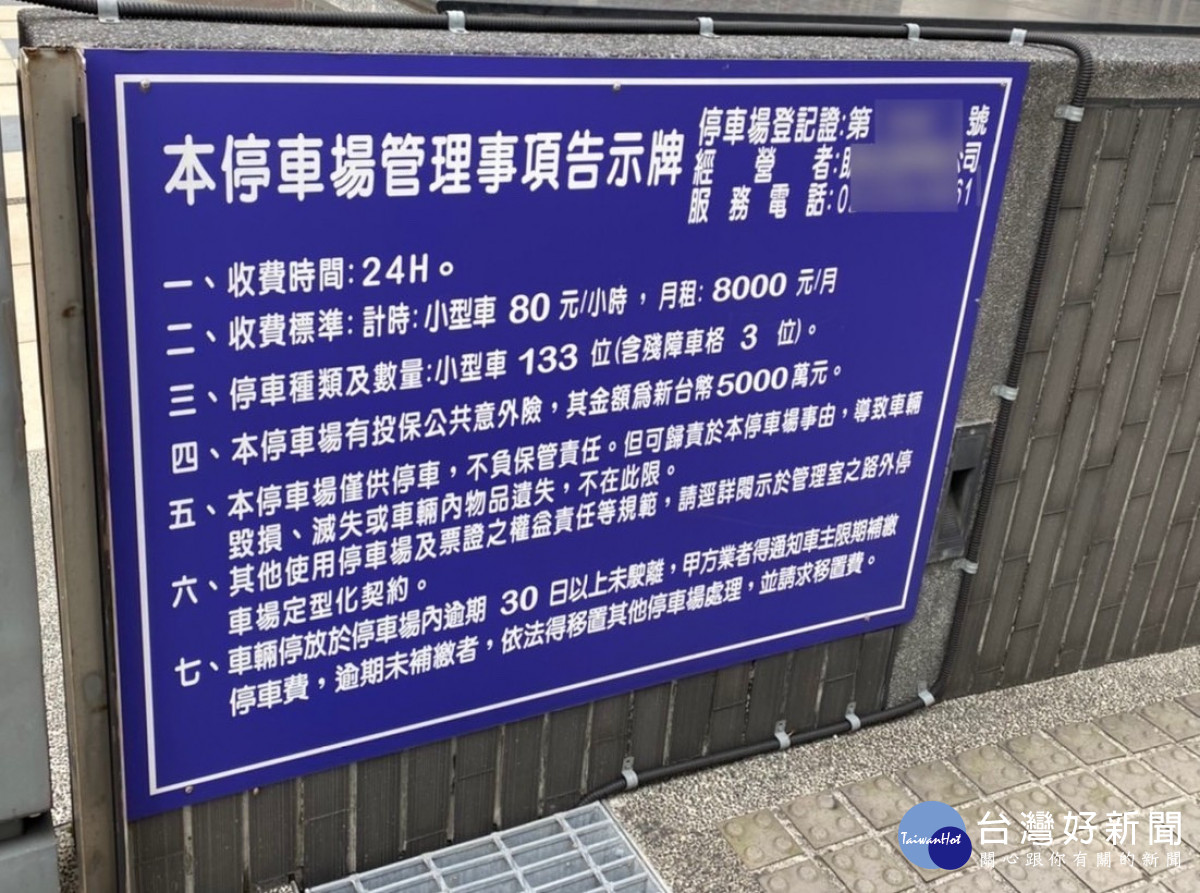 本停車場管理事項告示牌
停車場登記證:第 號
經營者: 司
服務電話:0 61
一、收費時間:24H。
二、收費標準:計時:小型車 80 元/小時，月租: 8000 元/月
三、停車種類及數量:小型車 133 位(含殘障車格 3 位)。
四、本停車場有投保公共意外險，其金額為新台幣5000萬元。
五、本停車場僅供停車，不負保管責任。但可歸責於本停車場事由，導致車輛
毀損、滅失或車輛內物品遺失，不在此限。
六、其他使用停車場及票證之權益責任等規範，請逕詳閱示於管理室之路外停
車場定型化契約。
七、車輛停放於停車場內逾期 30 日以上未駛離，甲方業者得通知車主限期補繳
停車費，逾期未補繳者，依法得移置其他停車場處理，並請求移置費。
TaiwanHot
台灣好新聞
關心跟你有關的新聞